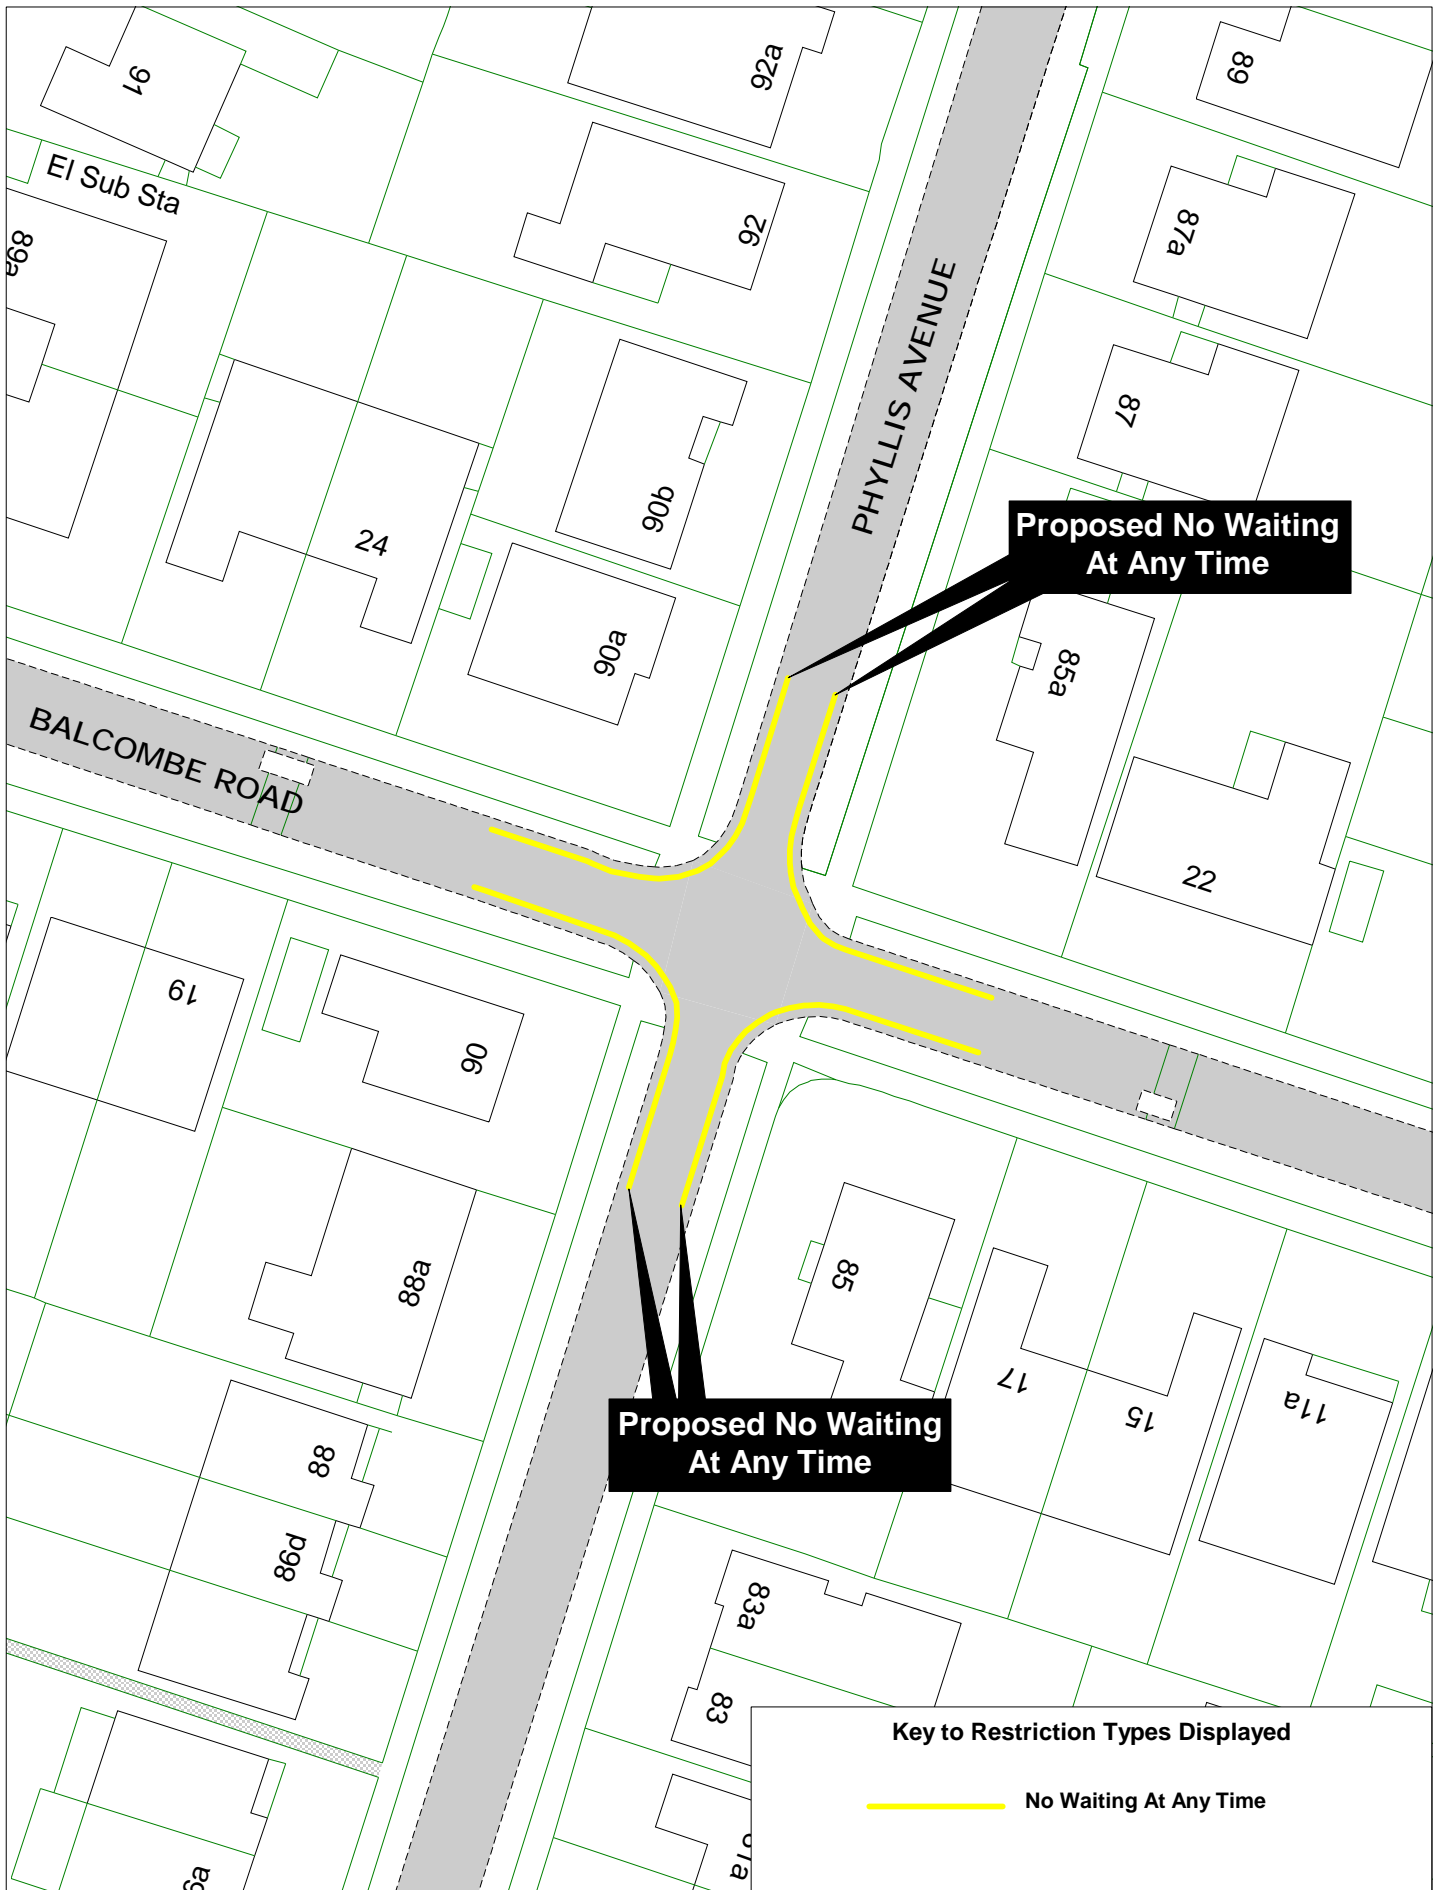 91
92a
89
El Sub Sta
89a
92
87a
PHYLLIS AVENUE
87
90b
24
Proposed No Waiting
At Any Time
90a
85a
BALCOMBE ROAD
22
19
90
85
88a
17
15
11a
Proposed No Waiting
At Any Time
88
86d
83a
83
Key to Restriction Types Displayed
No Waiting At Any Time